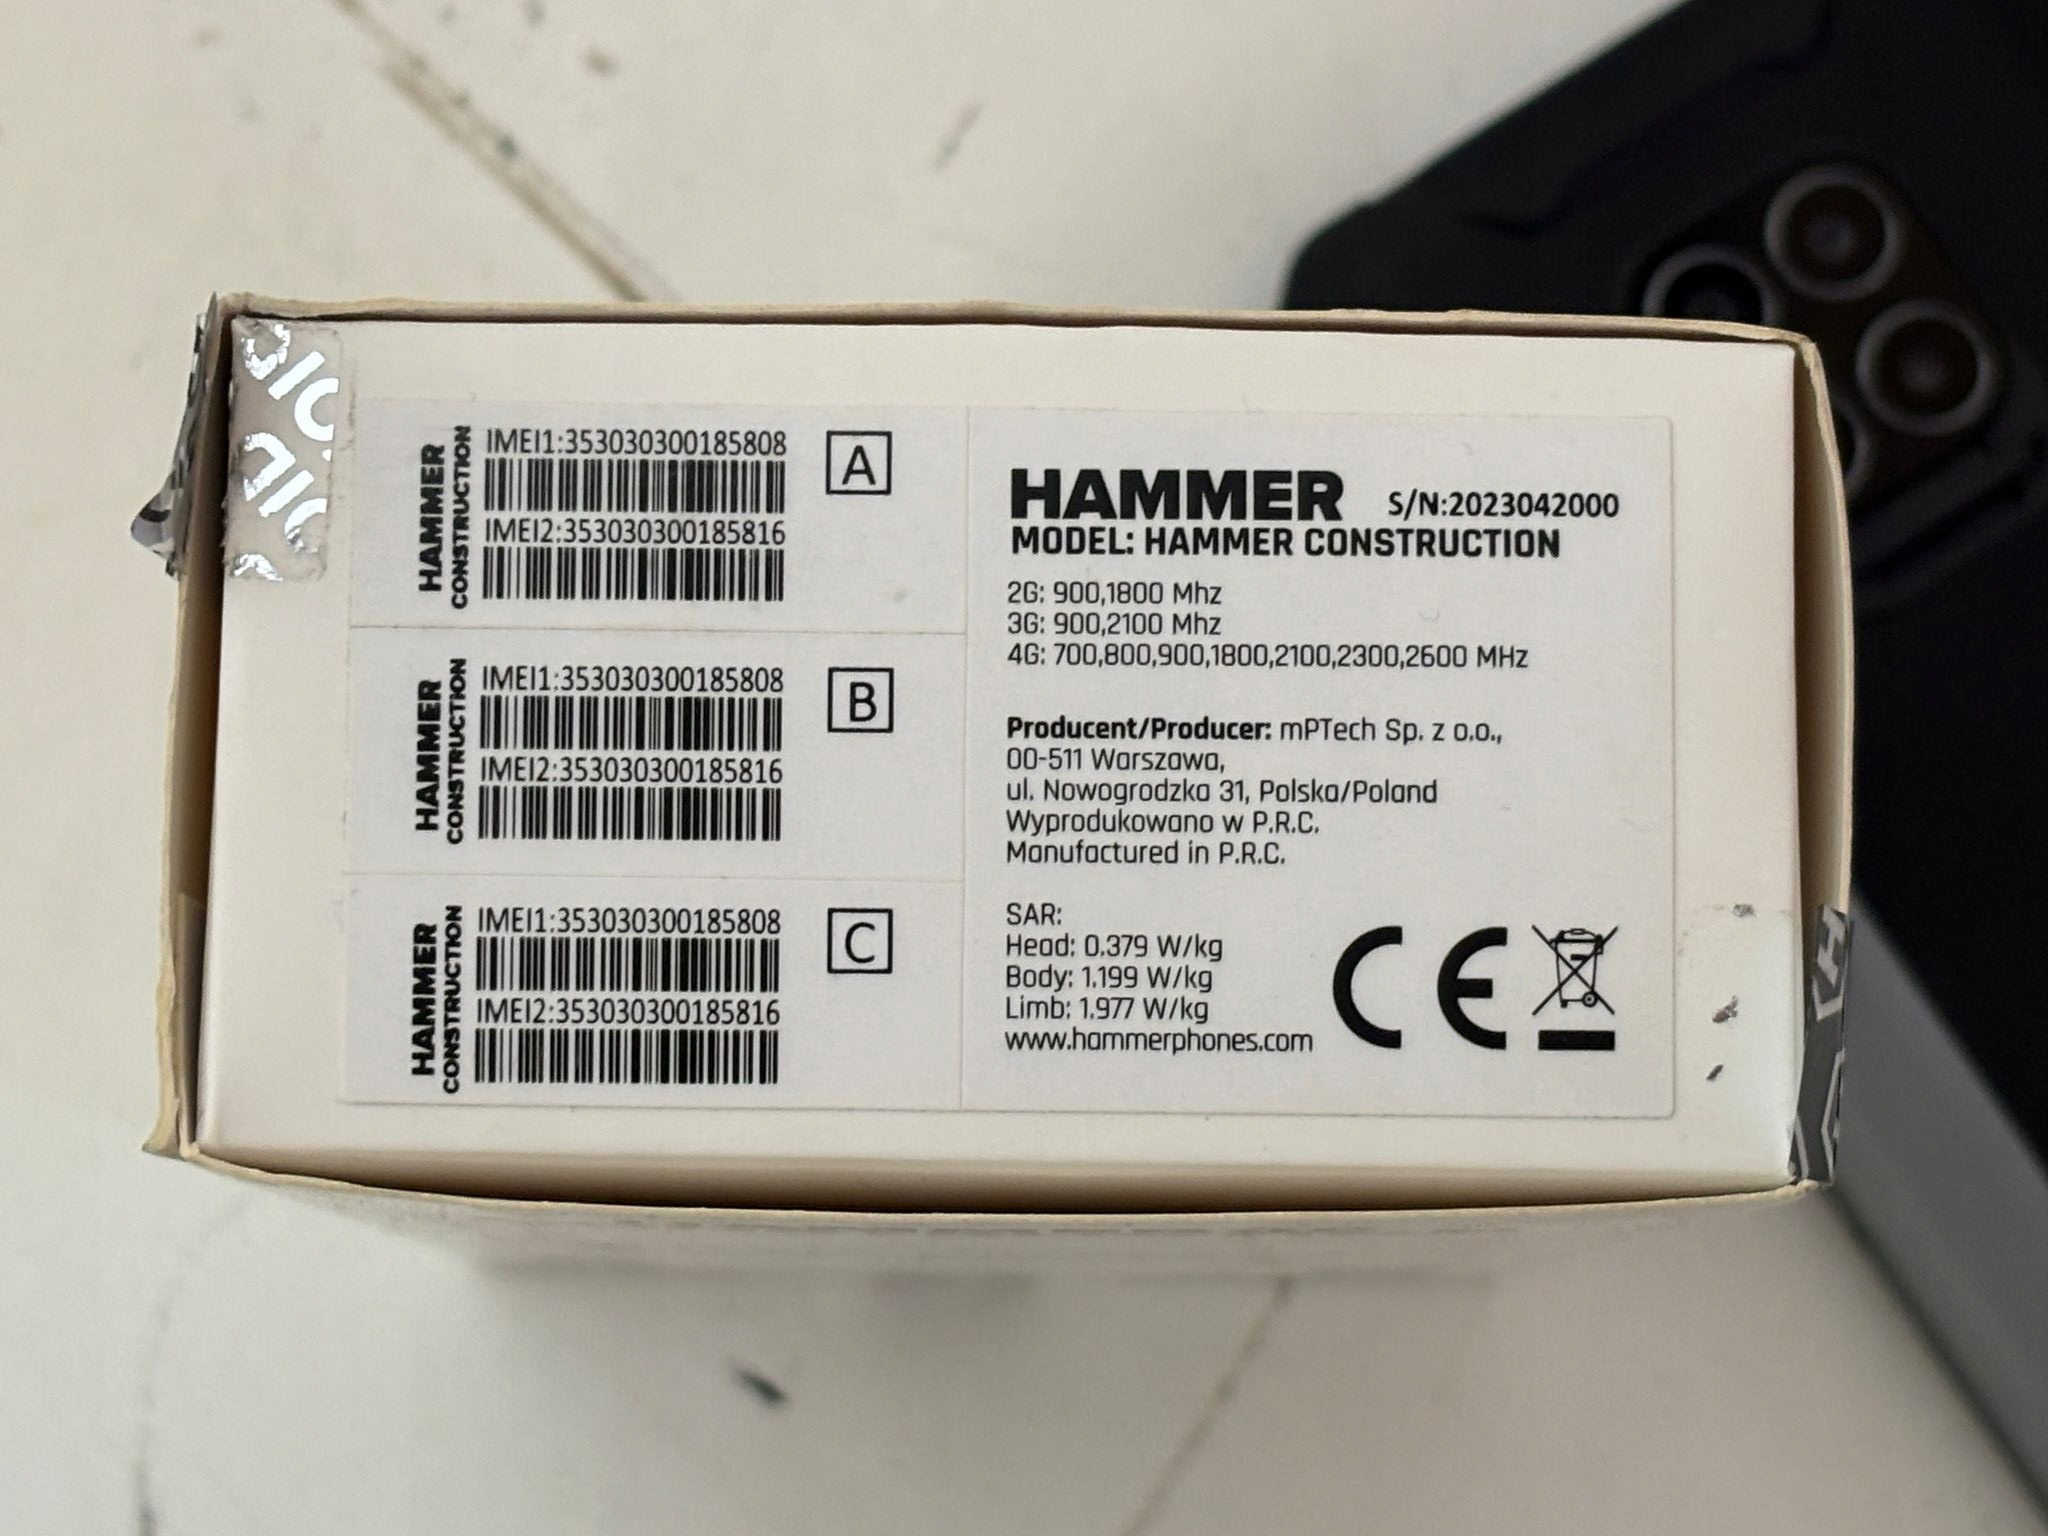 HAMMER
CONSTRUCTION
IMEI1:353030300185808
IMEI2:353030300185816
A
HAMMER
CONSTRUCTION
IMEI1:353030300185808
IMEI2:353030300185816
B
HAMMER
CONSTRUCTION
IMEI1:353030300185808
IMEI2:353030300185816
C
HAMMER S/N:2023042000
MODEL: HAMMER CONSTRUCTION
2G: 900,1800 Mhz
3G: 900,2100 Mhz
4G: 700,800,900,1800,2100,2300,2600 MHz
Producent/Producer: mPTech Sp. z o.o.,
00-511 Warszawa,
ul. Nowogrodzka 31, Polska/Poland
Wyprodukowano w P.R.C.
Manufactured in P.R.C.
SAR:
Head: 0.379 W/kg
Body: 1.199 W/kg
Limb: 1.977 W/kg
www.hammerphones.com
CE